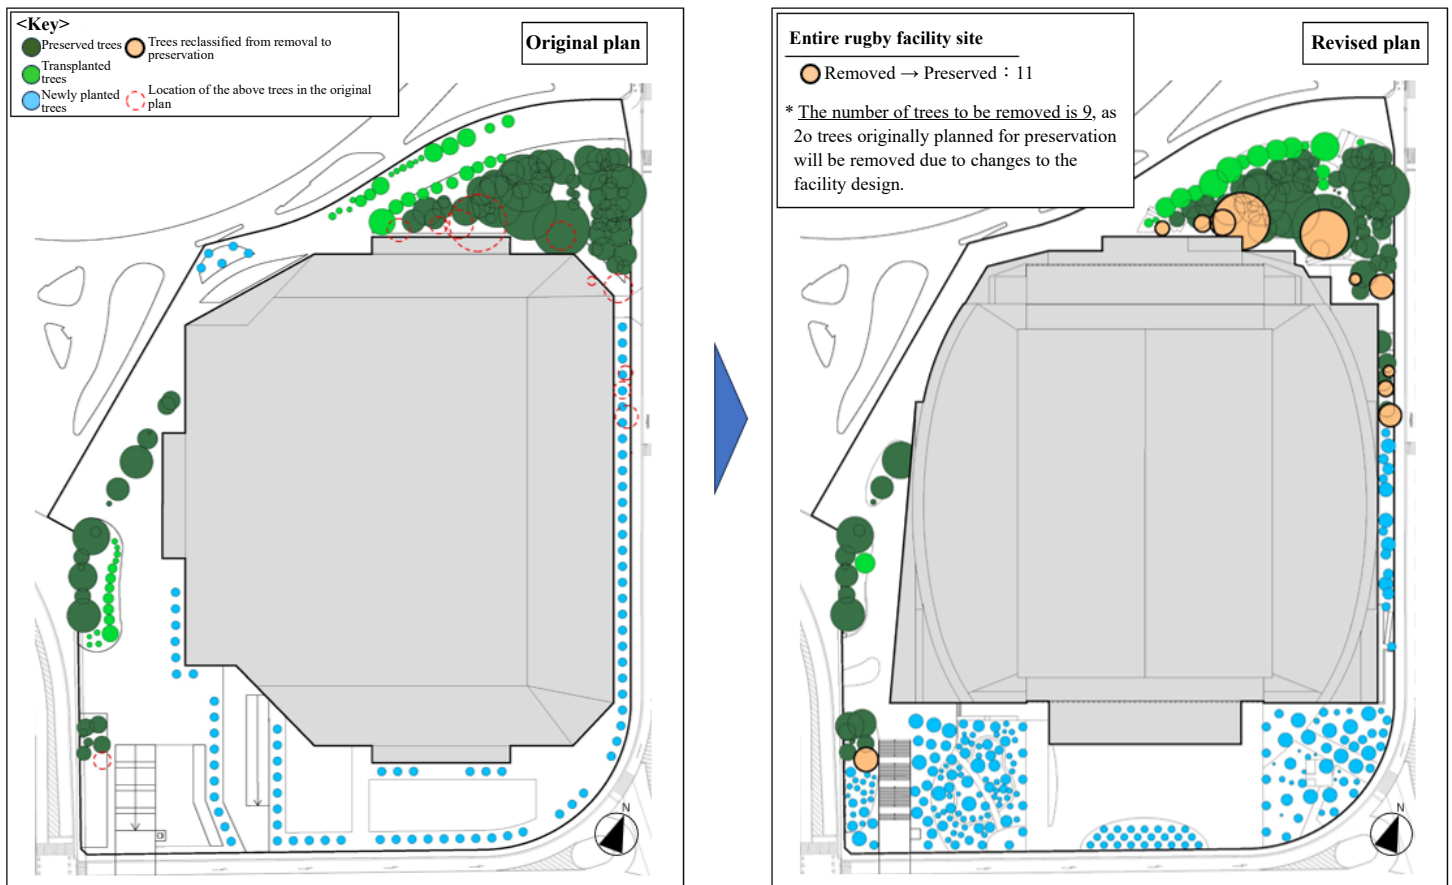 <Key>
Preserved trees
Trees reclassified from removal to
preservation
Transplanted
trees
Newly planted
trees
Location of the above trees in the original
plan
Original plan
N
Entire rugby facility site
Removed → Preserved：11
* The number of trees to be removed is 9, as
2o trees originally planned for preservation
will be removed due to changes to the
facility design.
Revised plan
N